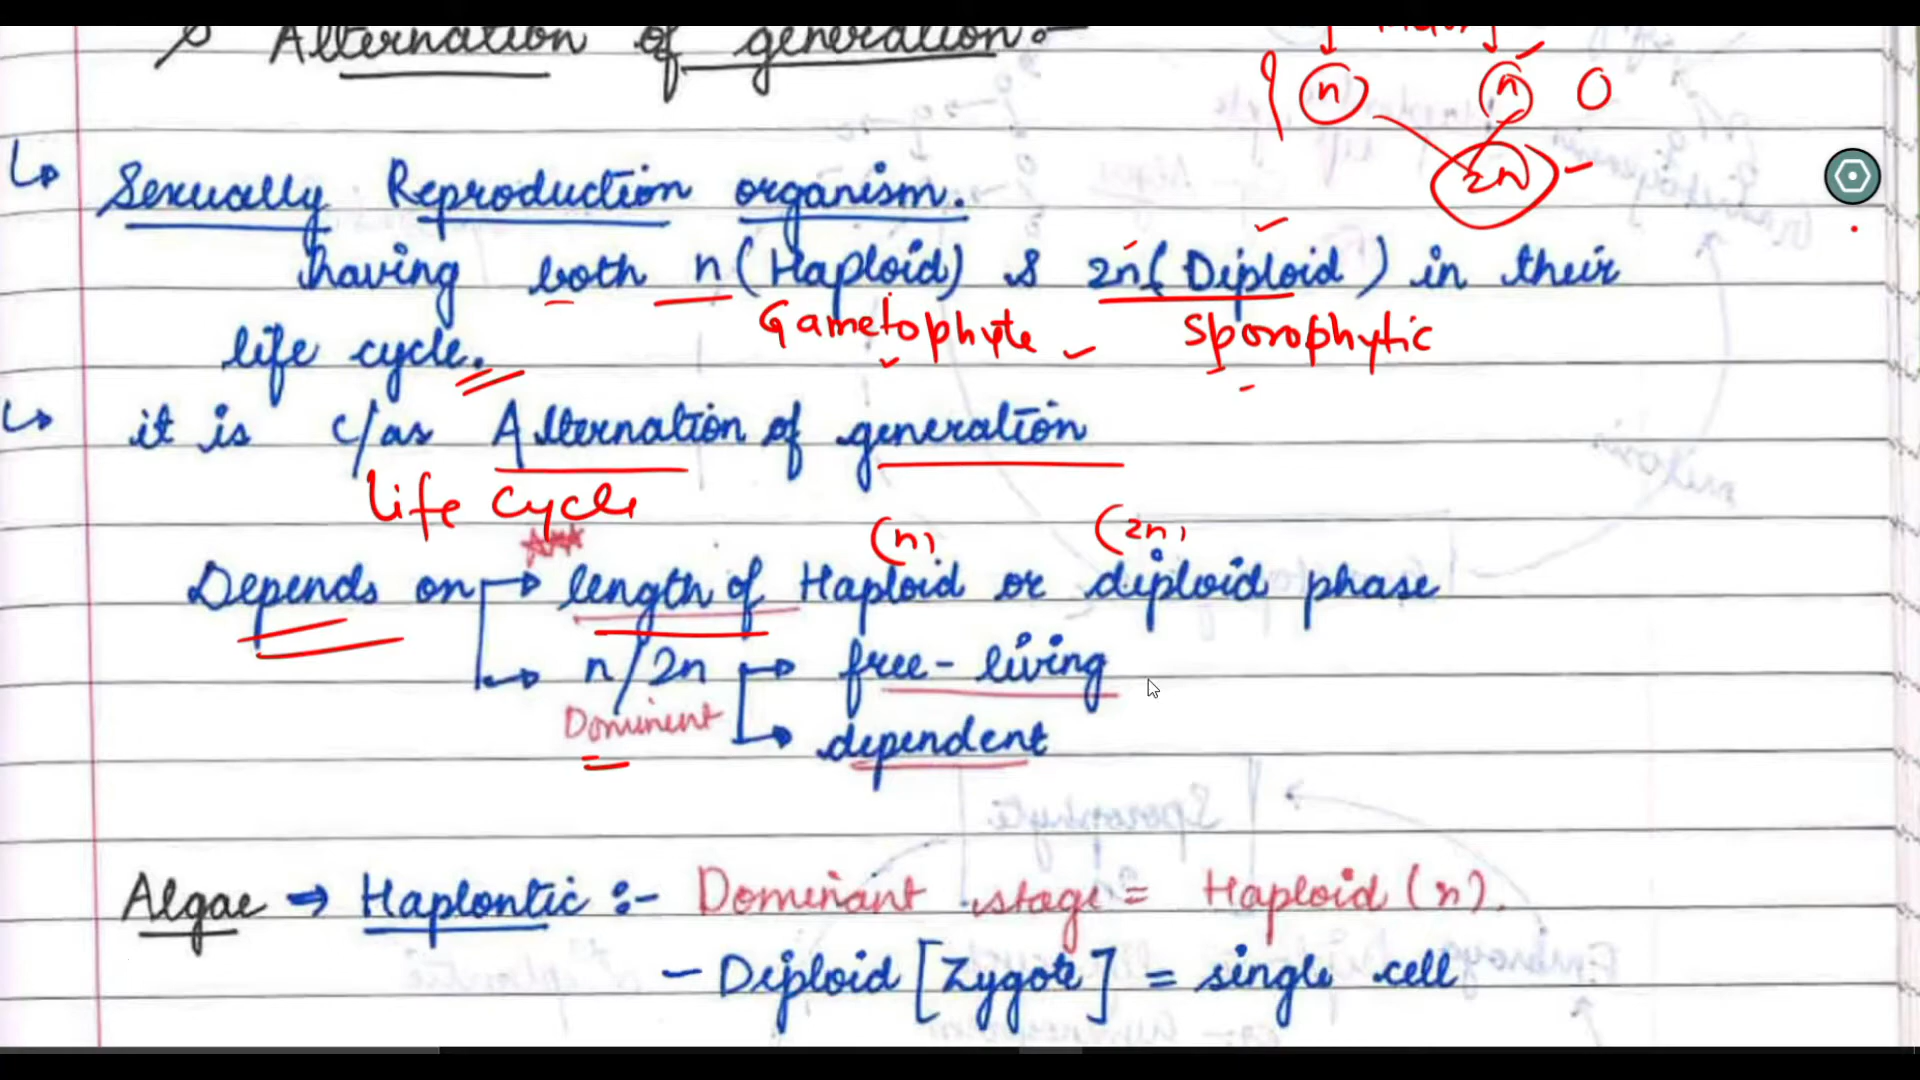 Alternation of generation :-
n n O
2n
Sexually Reproduction organism.
having both n (Haploid) & 2n (Diploid) in their
Gametophyte Sporophytic
life cycle.
it is c/as Alternation of generation
life cycle
(n) (2n)
Depends on → length of Haploid or diploid phase
→ n/2n → free-living
Dominent
→ dependent
Algae ⇒ Haplontic :- Dominant stage = Haploid (n).
- Diploid [Zygote] = single cell